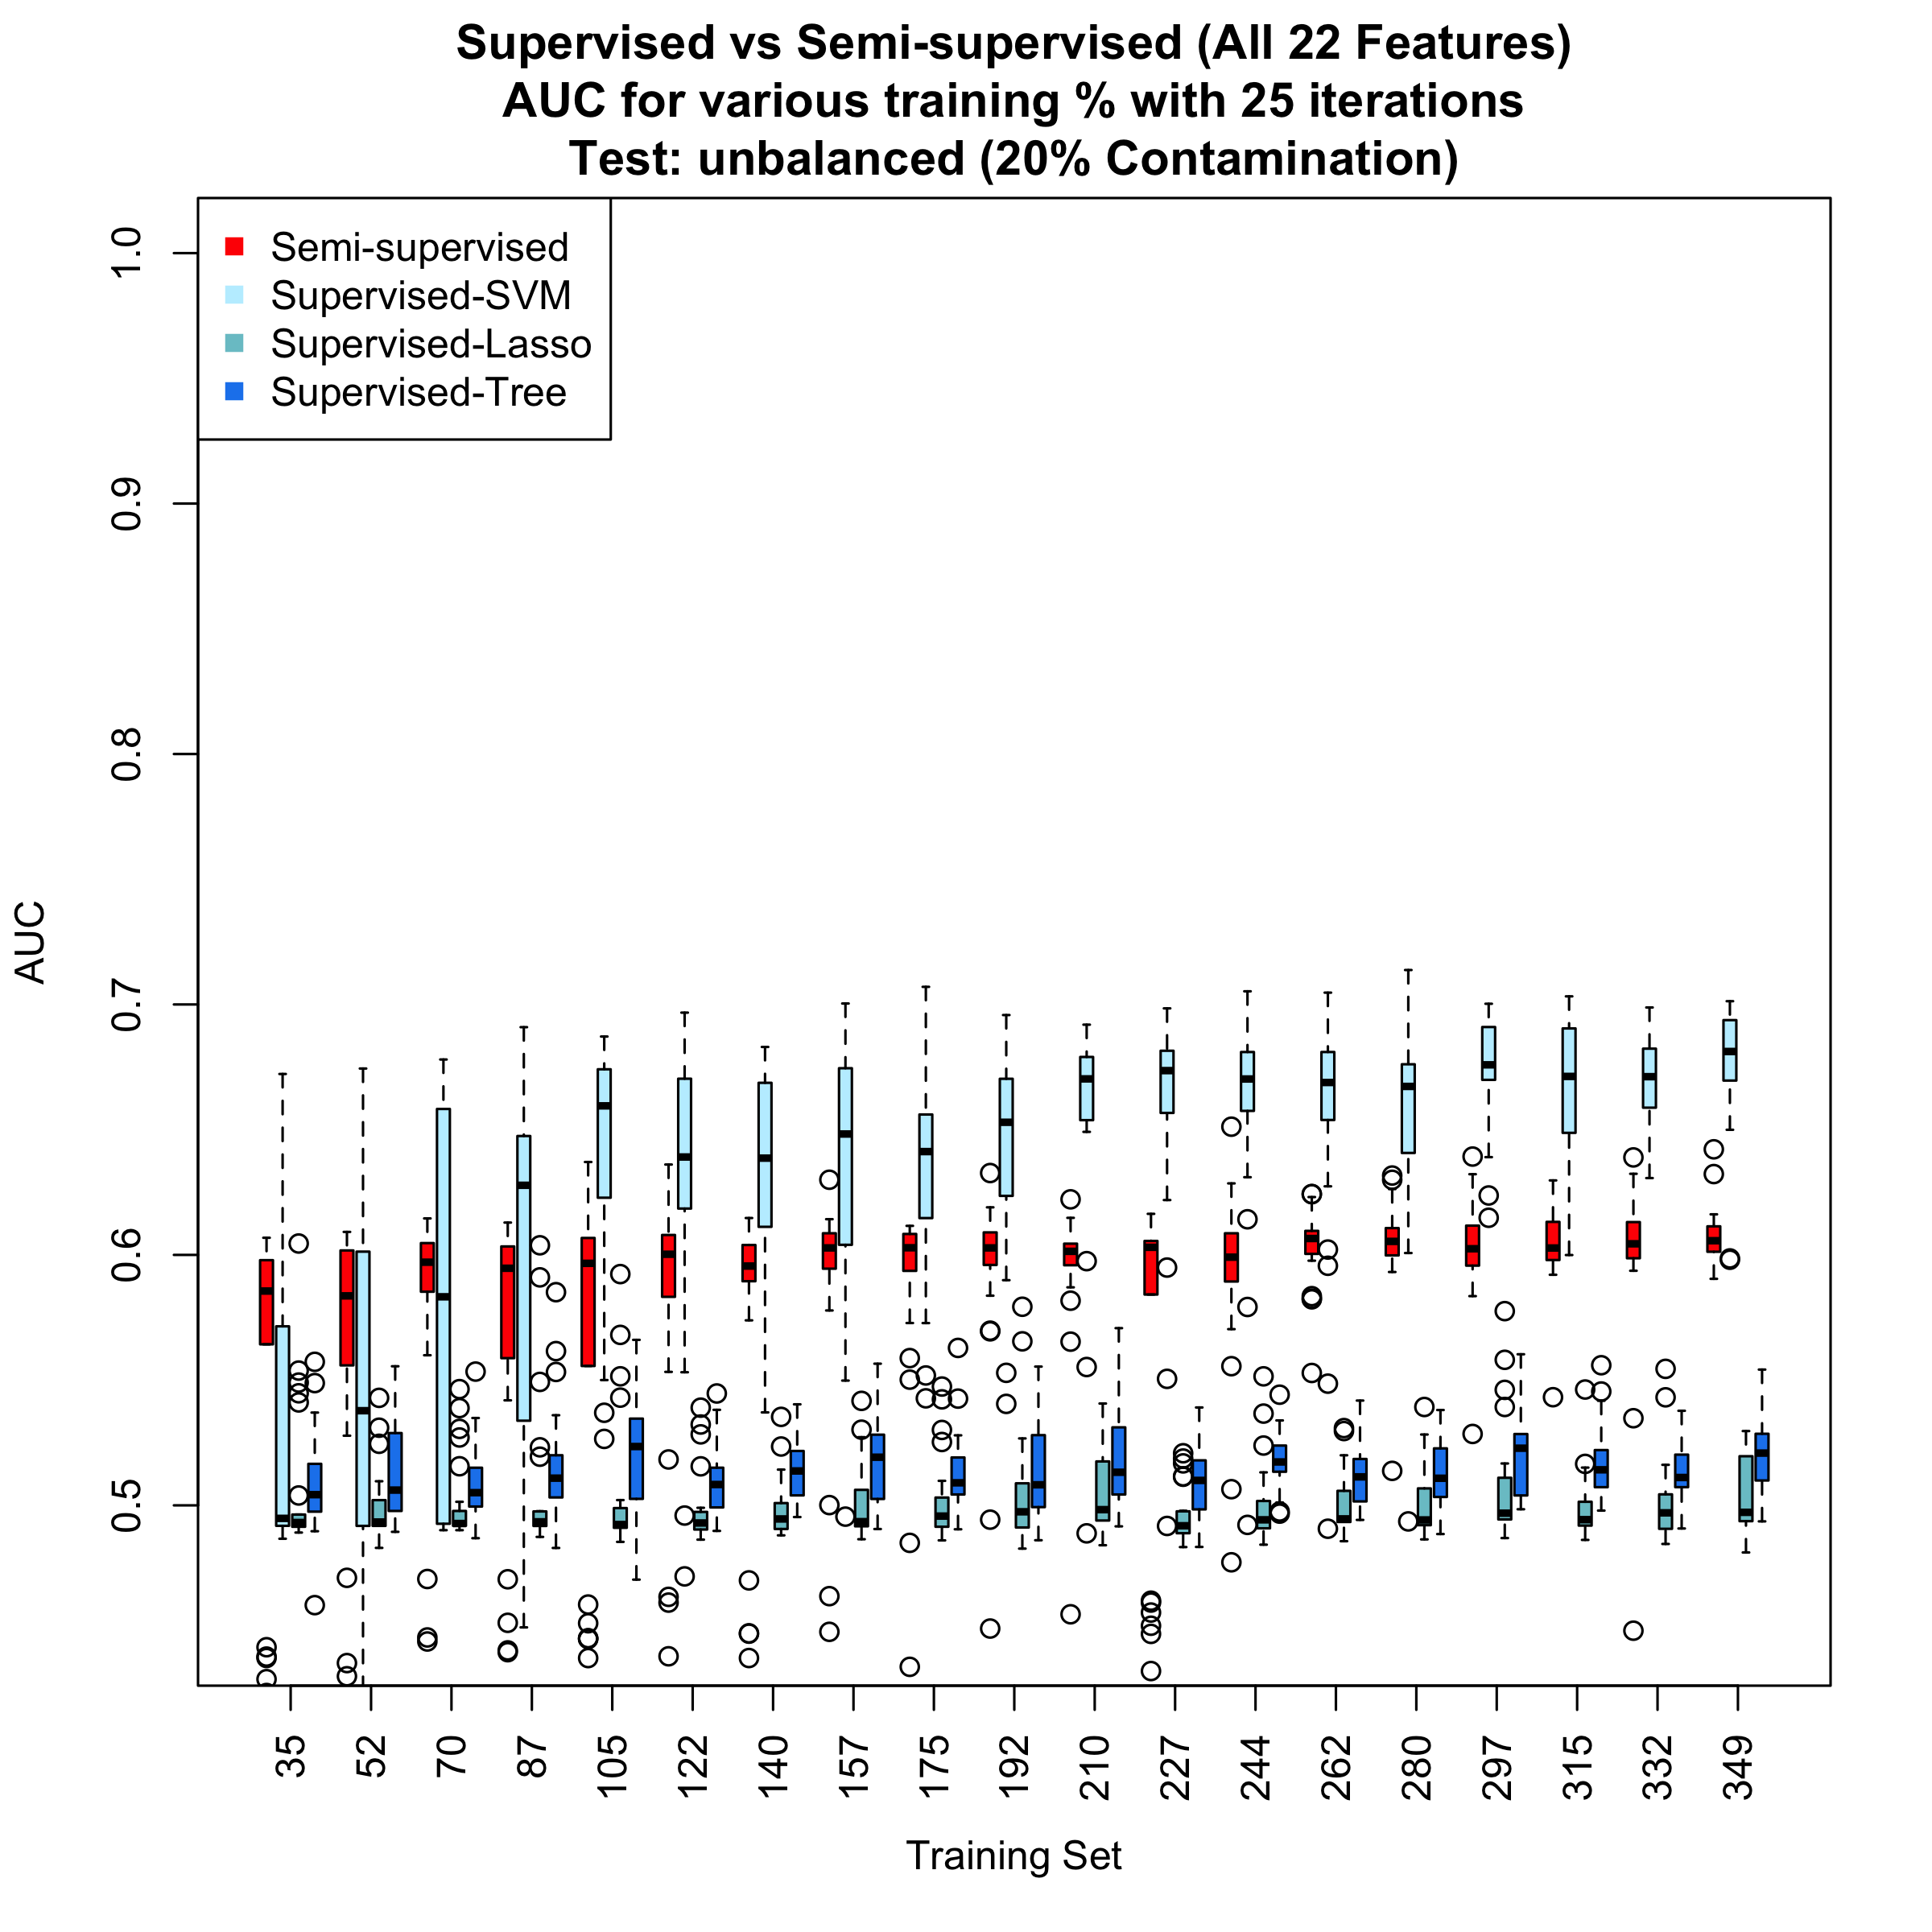 Supervised vs Semi-supervised (All 22 Features)
AUC for various training % with 25 iterations
Test: unbalanced (20% Contamination)
Semi-supervised
Supervised-SVM
Supervised-Lasso
Supervised-Tree
1.0
0.9
0.8
0.7
0.6
0.5
AUC
35 52 70 87 105 122 140 157 175 192 210 227 244 262 280 297 315 332 349
Training Set